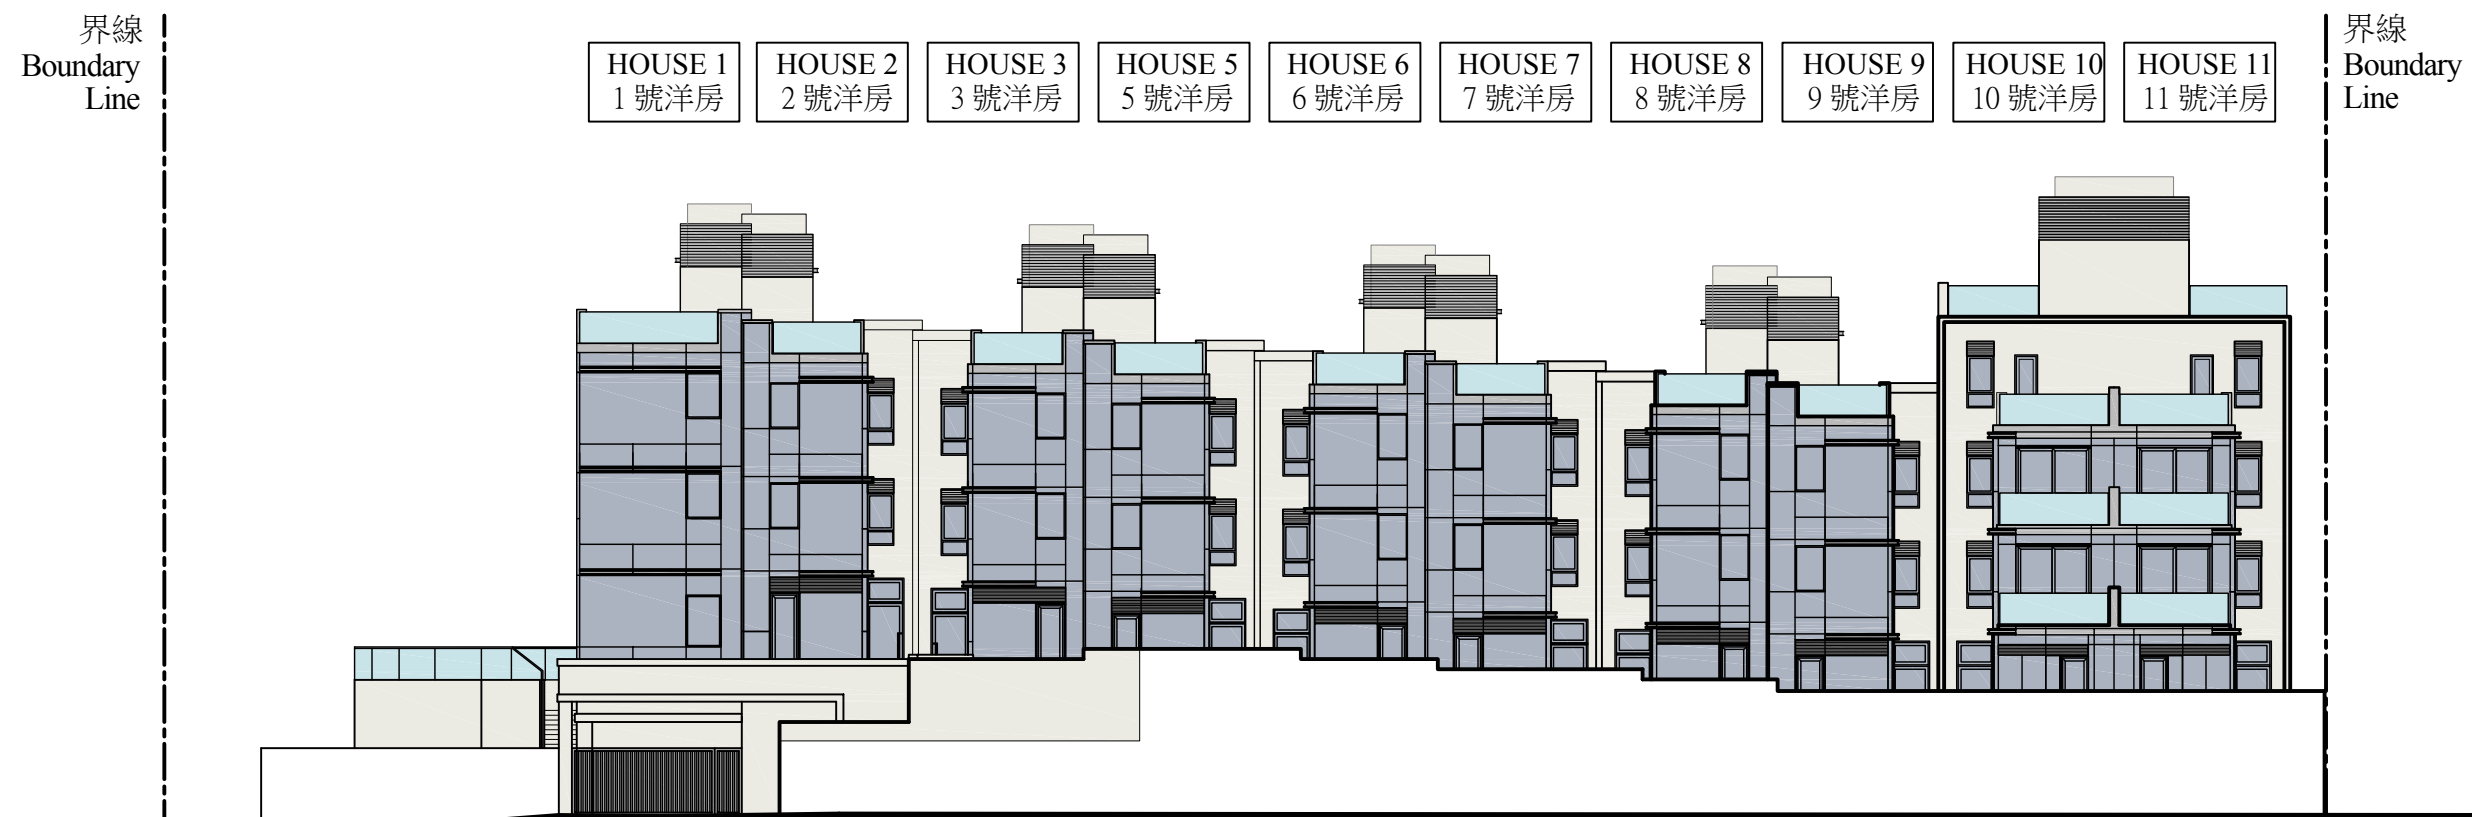 界線
Boundary
Line
HOUSE 1
1 號洋房
HOUSE 2
2 號洋房
HOUSE 3
3 號洋房
HOUSE 5
5 號洋房
HOUSE 6
6 號洋房
HOUSE 7
7 號洋房
HOUSE 8
8 號洋房
HOUSE 9
9 號洋房
HOUSE 10
10 號洋房
HOUSE 11
11 號洋房
界線
Boundary
Line